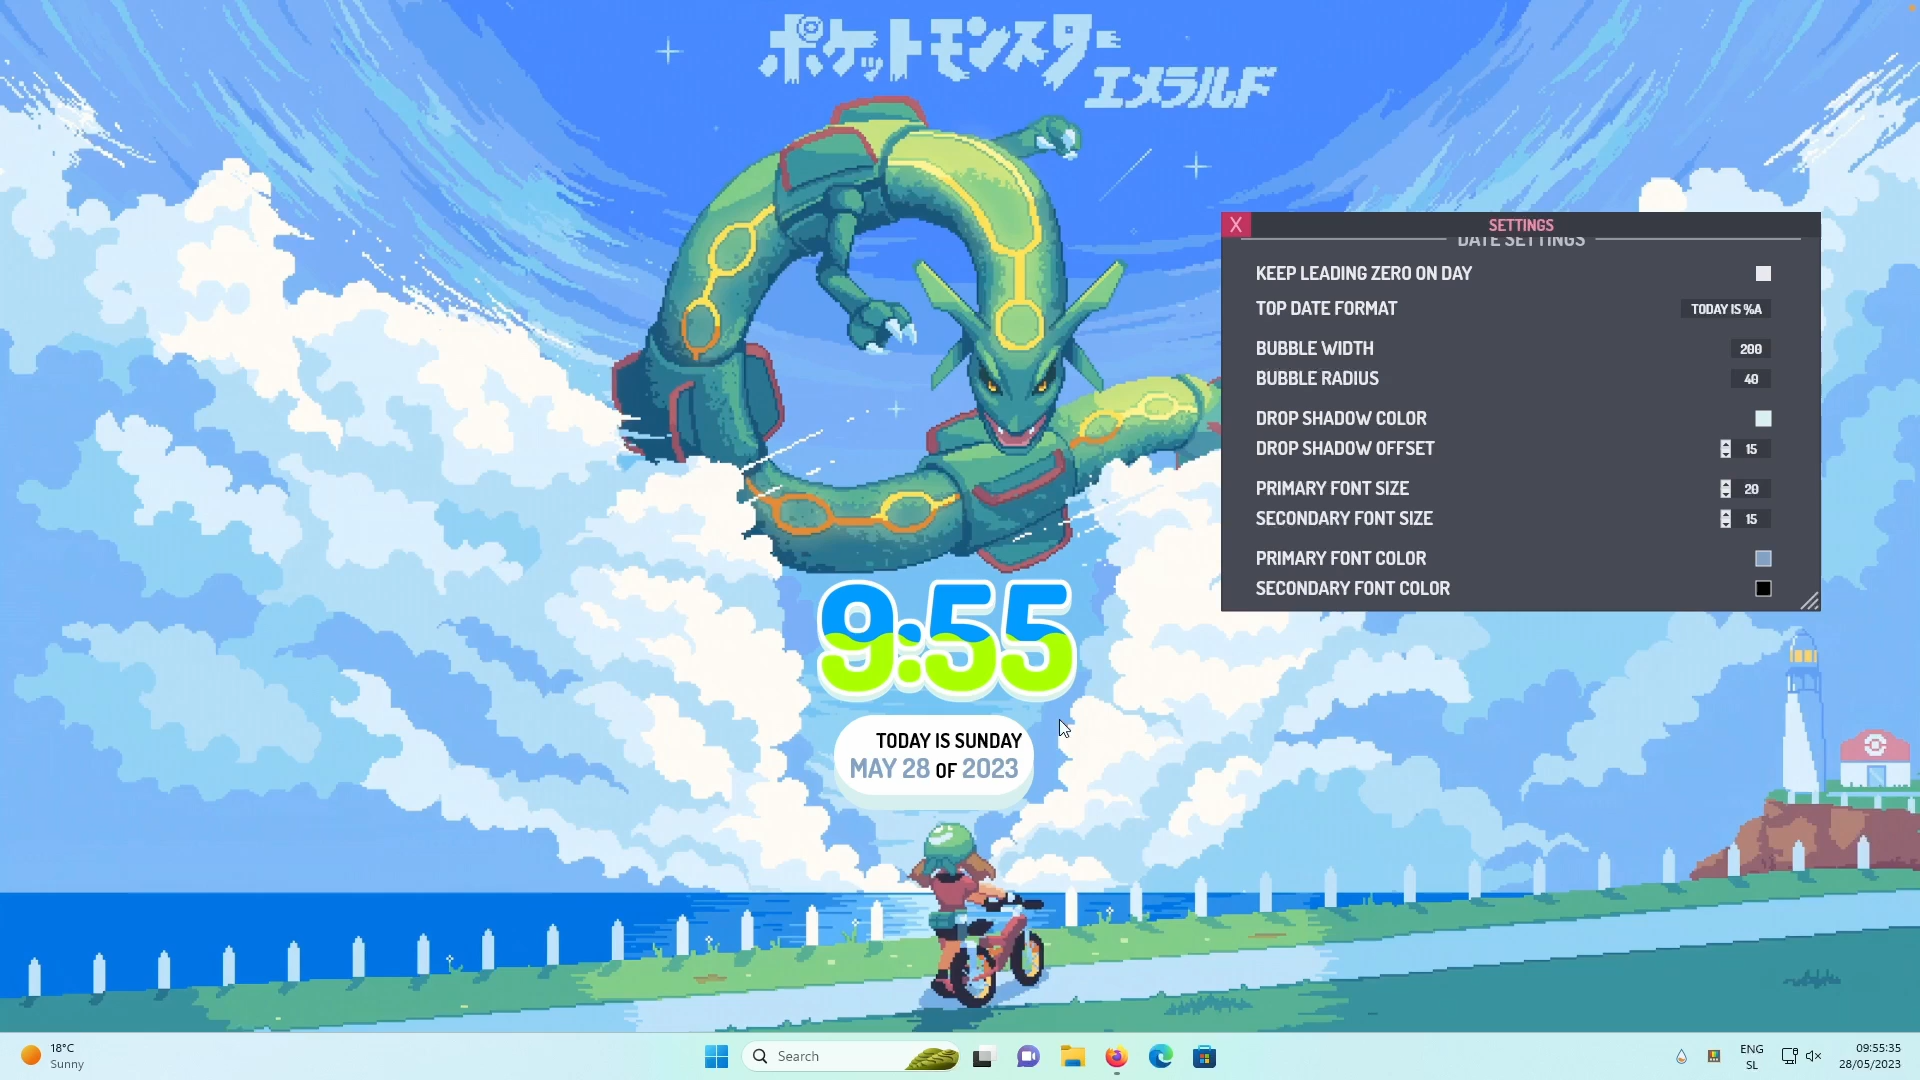 ポケットモンスター
エメラルド
X SETTINGS
DATE SETTINGS
KEEP LEADING ZERO ON DAY
TOP DATE FORMAT TODAY IS %A
BUBBLE WIDTH 200
BUBBLE RADIUS 40
DROP SHADOW COLOR
DROP SHADOW OFFSET 15
PRIMARY FONT SIZE 20
SECONDARY FONT SIZE 15
PRIMARY FONT COLOR
SECONDARY FONT COLOR
9:55
TODAY IS SUNDAY
MAY 28 OF 2023
18°C
Sunny
Search
ENG
SL
09:55:35
28/05/2023